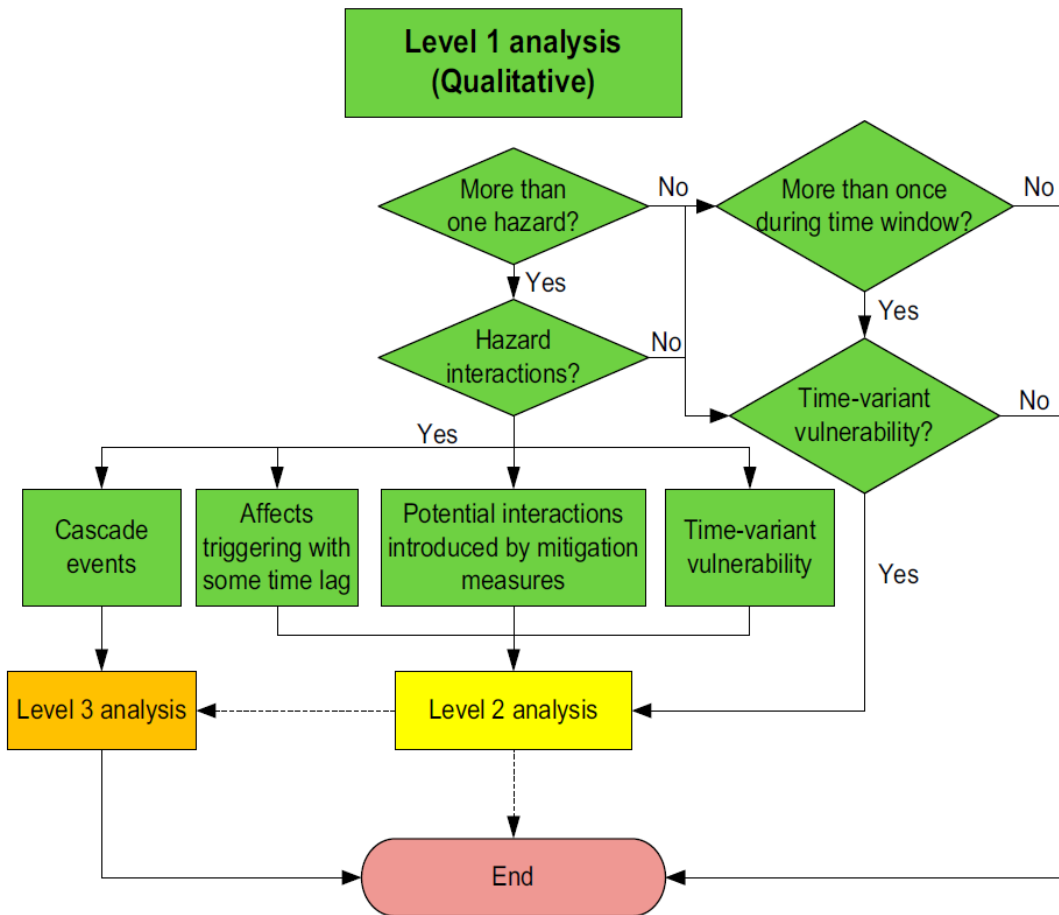 Level 1 analysis
(Qualitative)
More than
one hazard?
No
More than once
during time window?
No
Yes
Yes
Hazard
interactions?
No
Time-variant
vulnerability?
No
Yes
Cascade
events
Affects
triggering with
some time lag
Potential interactions
introduced by mitigation
measures
Time-variant
vulnerability
Yes
Level 3 analysis
Level 2 analysis
End